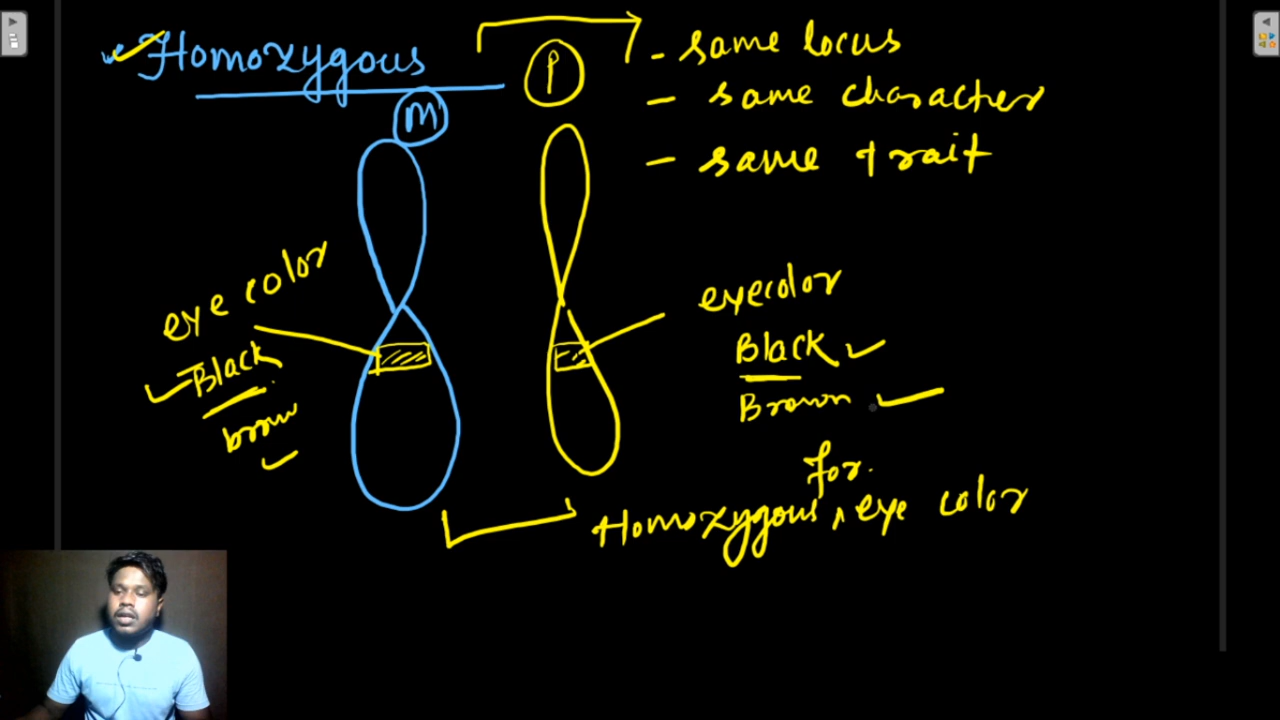 Homozygous
M
P
- same locus
- same character
- same trait
eye color
Black
brown
eyecolor
Black
Brown
for
Homozygous ∧ eye color